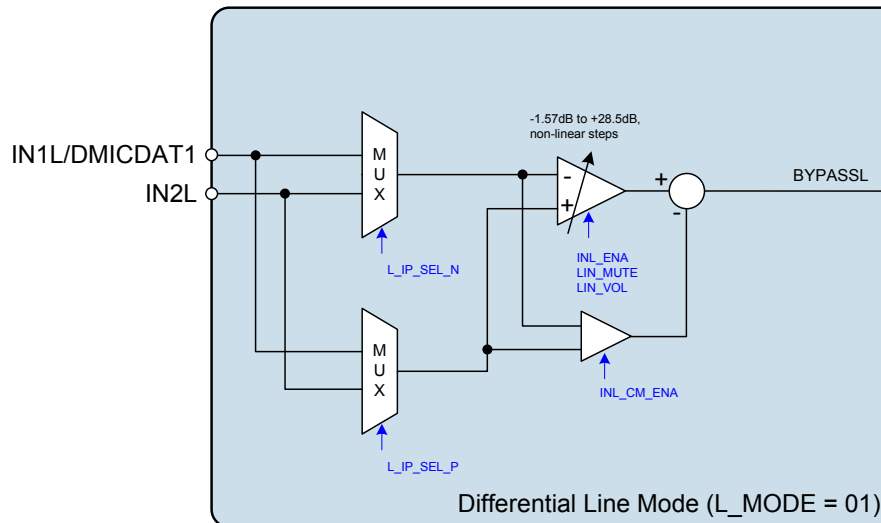 -1.57dB to +28.5dB,
non-linear steps
IN1L/DMICDAT1
IN2L
M
U
X
L_IP_SEL_N
-
+
+
-
BYPASSL
INL_ENA
LIN_MUTE
LIN_VOL
M
U
X
L_IP_SEL_P
INL_CM_ENA
Differential Line Mode (L_MODE = 01)